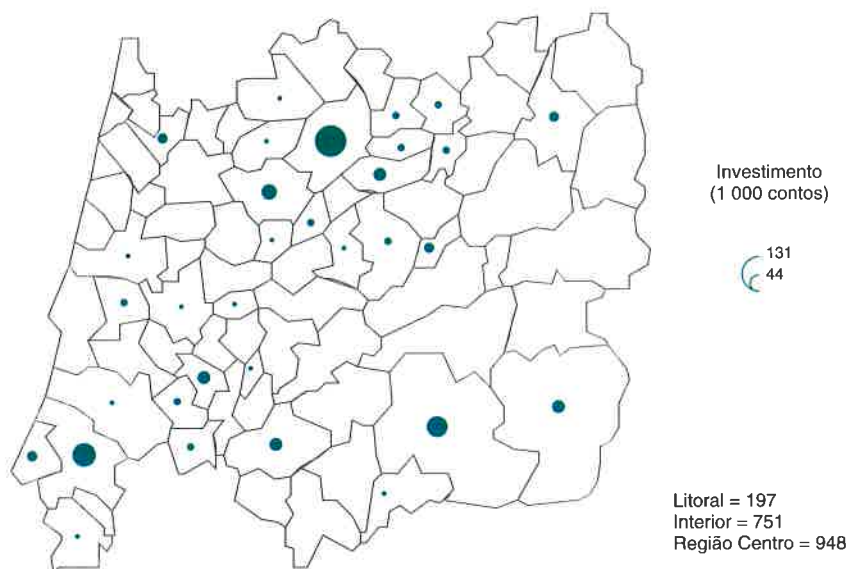 Investimento
(1 000 contos)
131
44
Litoral = 197
Interior = 751
Região Centro = 948